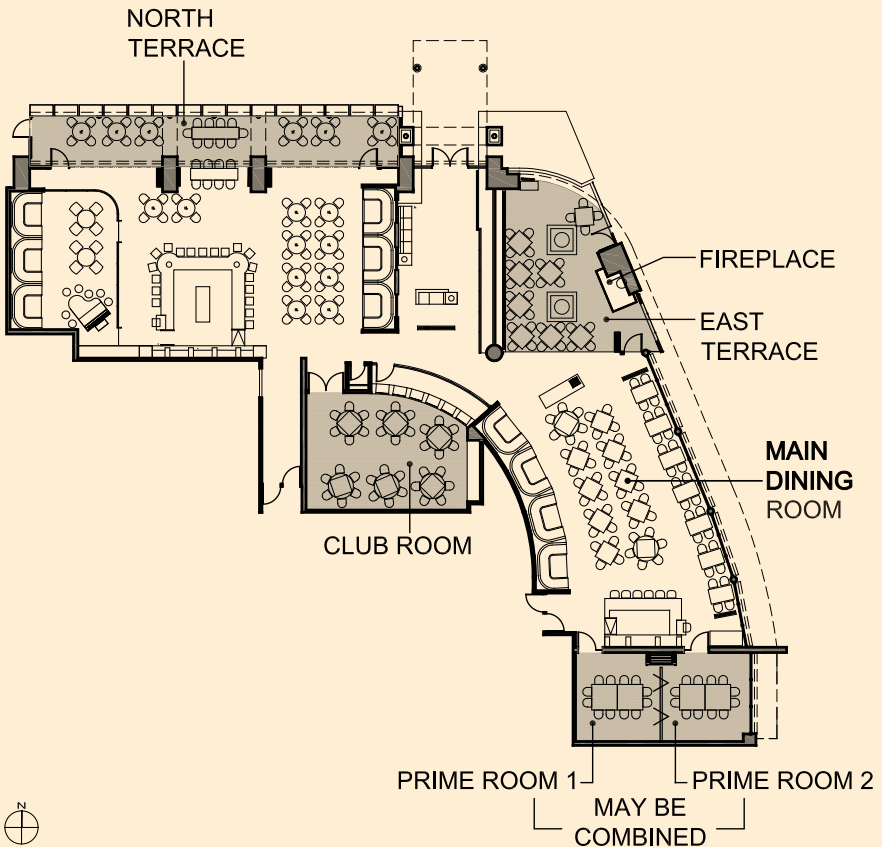 NORTH
TERRACE
FIREPLACE
EAST
TERRACE
MAIN
DINING
ROOM
CLUB ROOM
PRIME ROOM 1
PRIME ROOM 2
MAY BE
COMBINED
N